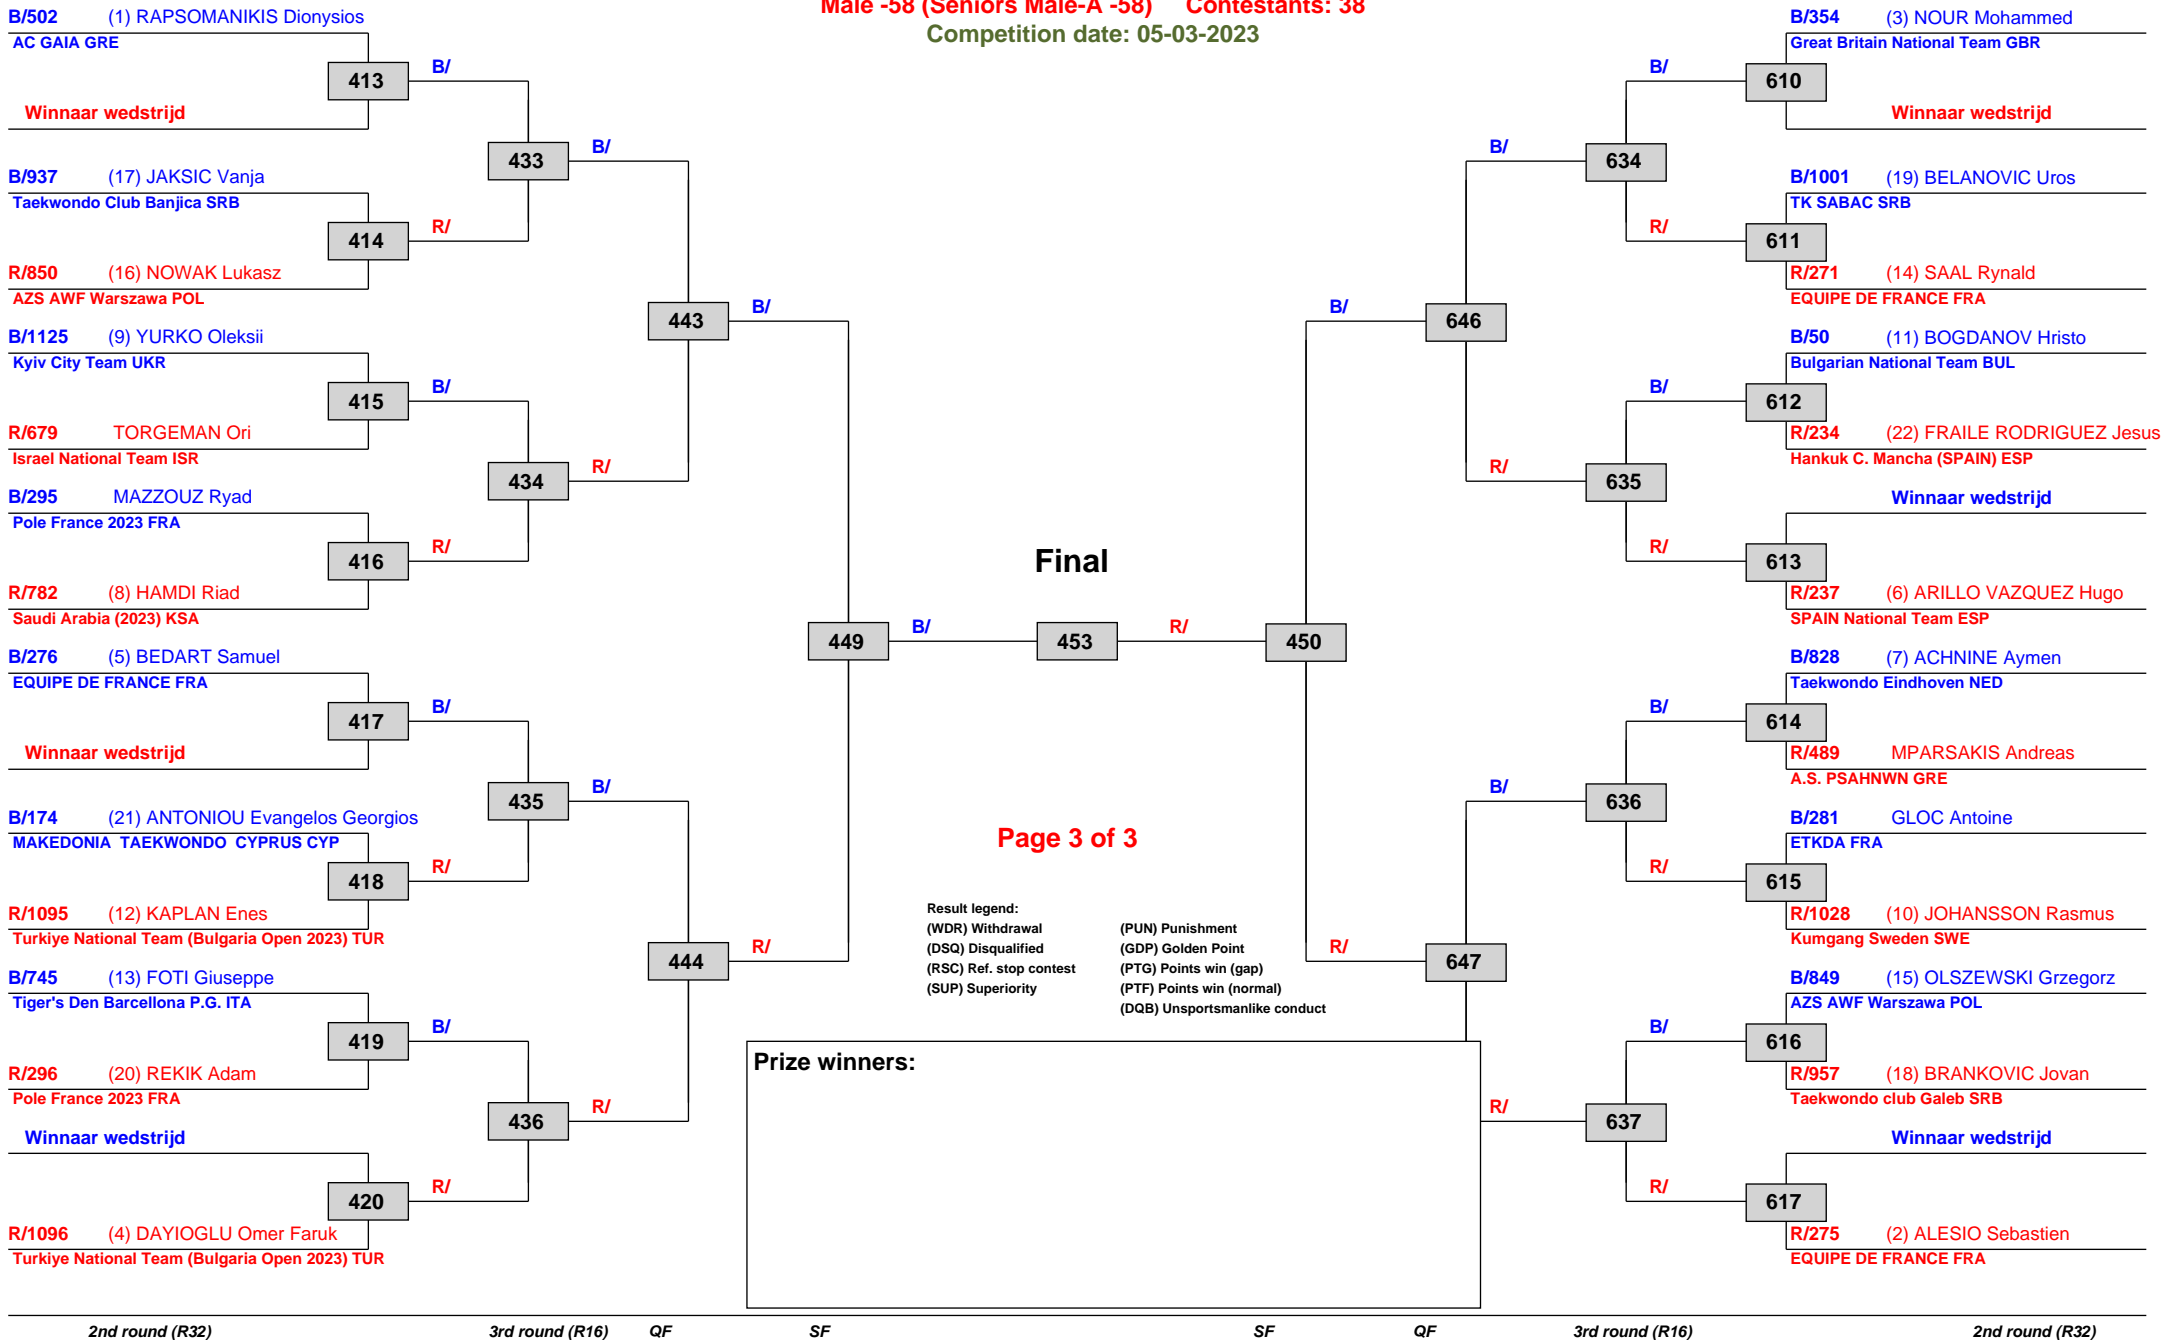 Male -58 (Seniors Male-A -58) Contestants: 38
Competition date: 05-03-2023
B/502 (1) RAPSOMANIKIS Dionysios
AC GAIA GRE
413
B/
Winnaar wedstrijd
433
B/
B/937 (17) JAKSIC Vanja
Taekwondo Club Banjica SRB
414
R/
R/850 (16) NOWAK Lukasz
AZS AWF Warszawa POL
443
B/
B/1125 (9) YURKO Oleksii
Kyiv City Team UKR
415
B/
R/679 TORGEMAN Ori
Israel National Team ISR
434
R/
B/295 MAZZOUZ Ryad
Pole France 2023 FRA
416
R/
R/782 (8) HAMDI Riad
Saudi Arabia (2023) KSA
449
B/
B/276 (5) BEDART Samuel
EQUIPE DE FRANCE FRA
417
B/
Winnaar wedstrijd
435
B/
B/174 (21) ANTONIOU Evangelos Georgios
MAKEDONIA TAEKWONDO CYPRUS CYP
418
R/
R/1095 (12) KAPLAN Enes
Turkiye National Team (Bulgaria Open 2023) TUR
444
R/
B/745 (13) FOTI Giuseppe
Tiger's Den Barcellona P.G. ITA
419
B/
R/296 (20) REKIK Adam
Pole France 2023 FRA
436
R/
Winnaar wedstrijd
420
R/
R/1096 (4) DAYIOGLU Omer Faruk
Turkiye National Team (Bulgaria Open 2023) TUR
Final
453
R/
450
Page 3 of 3
Result legend:
(WDR) Withdrawal (PUN) Punishment
(DSQ) Disqualified (GDP) Golden Point
(RSC) Ref. stop contest (PTG) Points win (gap)
(SUP) Superiority (PTF) Points win (normal)
(DQB) Unsportsmanlike conduct
Prize winners:
B/354 (3) NOUR Mohammed
Great Britain National Team GBR
B/
610
Winnaar wedstrijd
B/
634
B/1001 (19) BELANOVIC Uros
TK SABAC SRB
R/
611
R/271 (14) SAAL Rynald
EQUIPE DE FRANCE FRA
B/
646
B/50 (11) BOGDANOV Hristo
Bulgarian National Team BUL
B/
612
R/234 (22) FRAILE RODRIGUEZ Jesus
Hankuk C. Mancha (SPAIN) ESP
R/
635
Winnaar wedstrijd
R/
613
R/237 (6) ARILLO VAZQUEZ Hugo
SPAIN National Team ESP
B/828 (7) ACHNINE Aymen
Taekwondo Eindhoven NED
B/
614
R/489 MPARSAKIS Andreas
A.S. PSAHNWN GRE
B/
636
B/281 GLOC Antoine
ETKDA FRA
R/
615
R/1028 (10) JOHANSSON Rasmus
Kumgang Sweden SWE
R/
647
B/849 (15) OLSZEWSKI Grzegorz
AZS AWF Warszawa POL
B/
616
R/957 (18) BRANKOVIC Jovan
Taekwondo club Galeb SRB
R/
637
Winnaar wedstrijd
R/
617
R/275 (2) ALESIO Sebastien
EQUIPE DE FRANCE FRA
2nd round (R32) 3rd round (R16) QF SF SF QF 3rd round (R16) 2nd round (R32)